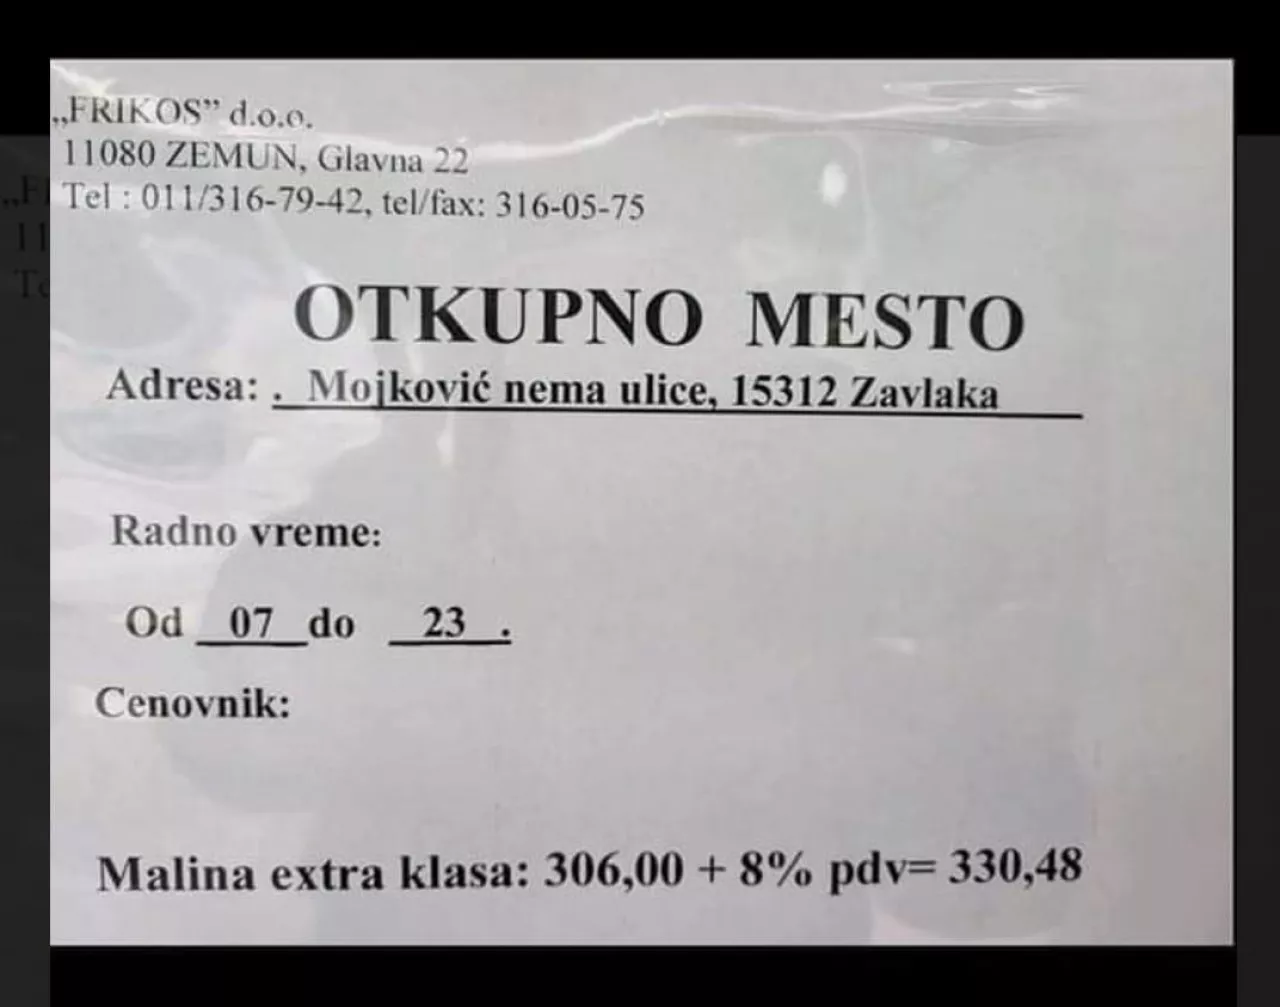 „FRIKOS” d.o.o.
11080 ZEMUN, Glavna 22
Tel : 011/316-79-42, tel/fax: 316-05-75
OTKUPNO MESTO
Adresa: . Mojković nema ulice, 15312 Zavlaka
Radno vreme:
Od 07 do 23 .
Cenovnik:
Malina extra klasa: 306,00 + 8% pdv= 330,48